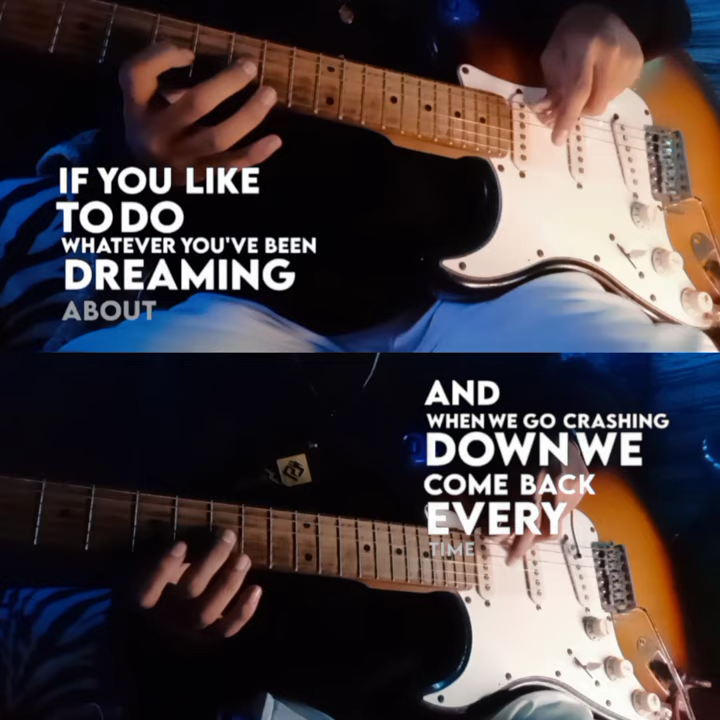 IF YOU LIKE
TO DO
WHATEVER YOU'VE BEEN
DREAMING
ABOUT
AND
WHEN WE GO CRASHING
DOWN WE
COME BACK
EVERY
TIME